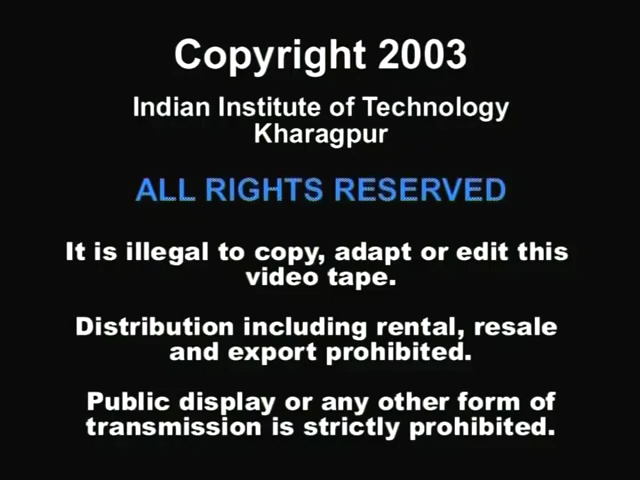 Copyright 2003
Indian Institute of Technology
Kharagpur
ALL RIGHTS RESERVED
It is illegal to copy, adapt or edit this
video tape.
Distribution including rental, resale
and export prohibited.
Public display or any other form of
transmission is strictly prohibited.